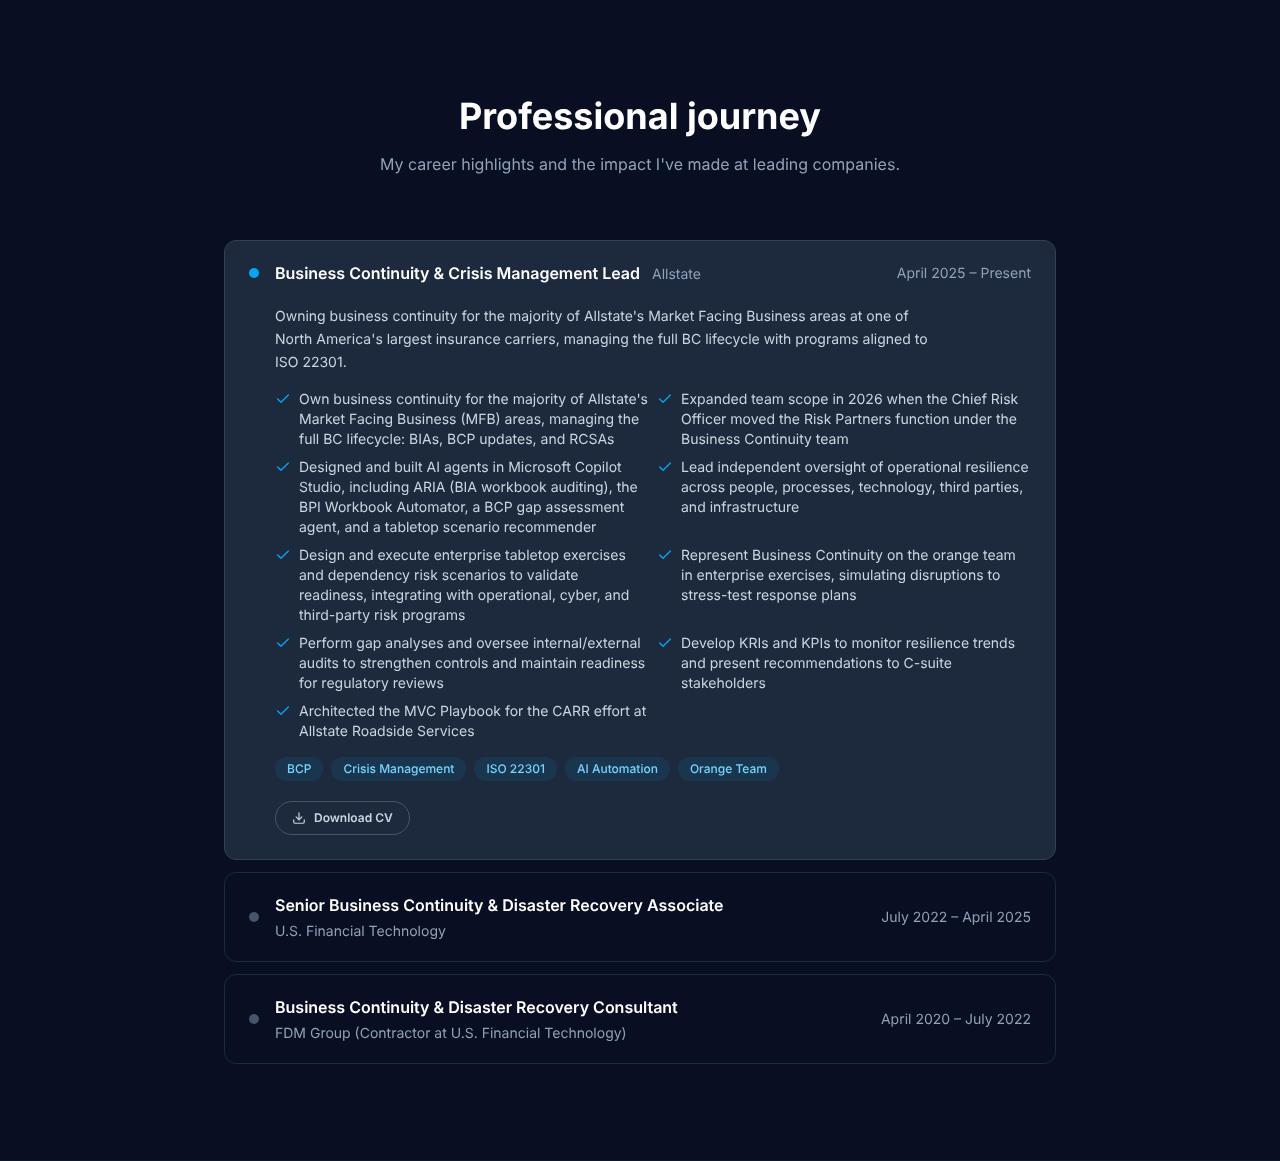 Professional journey
My career highlights and the impact I've made at leading companies.
Business Continuity & Crisis Management Lead Allstate April 2025 – Present
Owning business continuity for the majority of Allstate's Market Facing Business areas at one of
North America's largest insurance carriers, managing the full BC lifecycle with programs aligned to
ISO 22301.
Own business continuity for the majority of Allstate's
Market Facing Business (MFB) areas, managing the
full BC lifecycle: BIAs, BCP updates, and RCSAs
Expanded team scope in 2026 when the Chief Risk
Officer moved the Risk Partners function under the
Business Continuity team
Designed and built AI agents in Microsoft Copilot
Studio, including ARIA (BIA workbook auditing), the
BPI Workbook Automator, a BCP gap assessment
agent, and a tabletop scenario recommender
Lead independent oversight of operational resilience
across people, processes, technology, third parties,
and infrastructure
Design and execute enterprise tabletop exercises
and dependency risk scenarios to validate
readiness, integrating with operational, cyber, and
third-party risk programs
Represent Business Continuity on the orange team
in enterprise exercises, simulating disruptions to
stress-test response plans
Perform gap analyses and oversee internal/external
audits to strengthen controls and maintain readiness
for regulatory reviews
Develop KRIs and KPIs to monitor resilience trends
and present recommendations to C-suite
stakeholders
Architected the MVC Playbook for the CARR effort at
Allstate Roadside Services
BCP Crisis Management ISO 22301 AI Automation Orange Team
Download CV
Senior Business Continuity & Disaster Recovery Associate
U.S. Financial Technology
July 2022 – April 2025
Business Continuity & Disaster Recovery Consultant
FDM Group (Contractor at U.S. Financial Technology)
April 2020 – July 2022